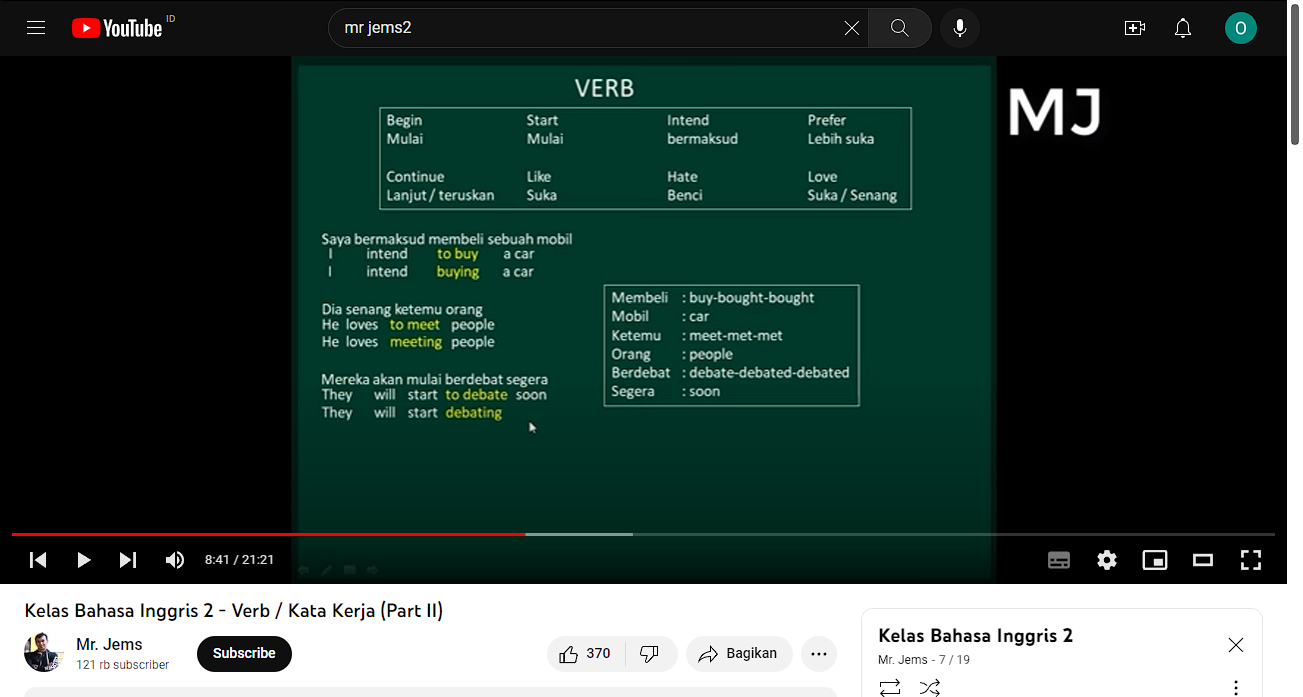 YouTube ID
mr jems2
O
VERB
MJ
Begin Start Intend Prefer
Mulai Mulai bermaksud Lebih suka
Continue Like Hate Love
Lanjut / teruskan Suka Benci Suka / Senang
Saya bermaksud membeli sebuah mobil
I intend to buy a car
I intend buying a car
Dia senang ketemu orang
He loves to meet people
He loves meeting people
Mereka akan mulai berdebat segera
They will start to debate soon
They will start debating
Membeli : buy-bought-bought
Mobil : car
Ketemu : meet-met-met
Orang : people
Berdebat : debate-debated-debated
Segera : soon
8:41 / 21:21
Kelas Bahasa Inggris 2 - Verb / Kata Kerja (Part II)
Mr. Jems
121 rb subscriber
Subscribe
370
Bagikan
Kelas Bahasa Inggris 2
Mr. Jems - 7 / 19